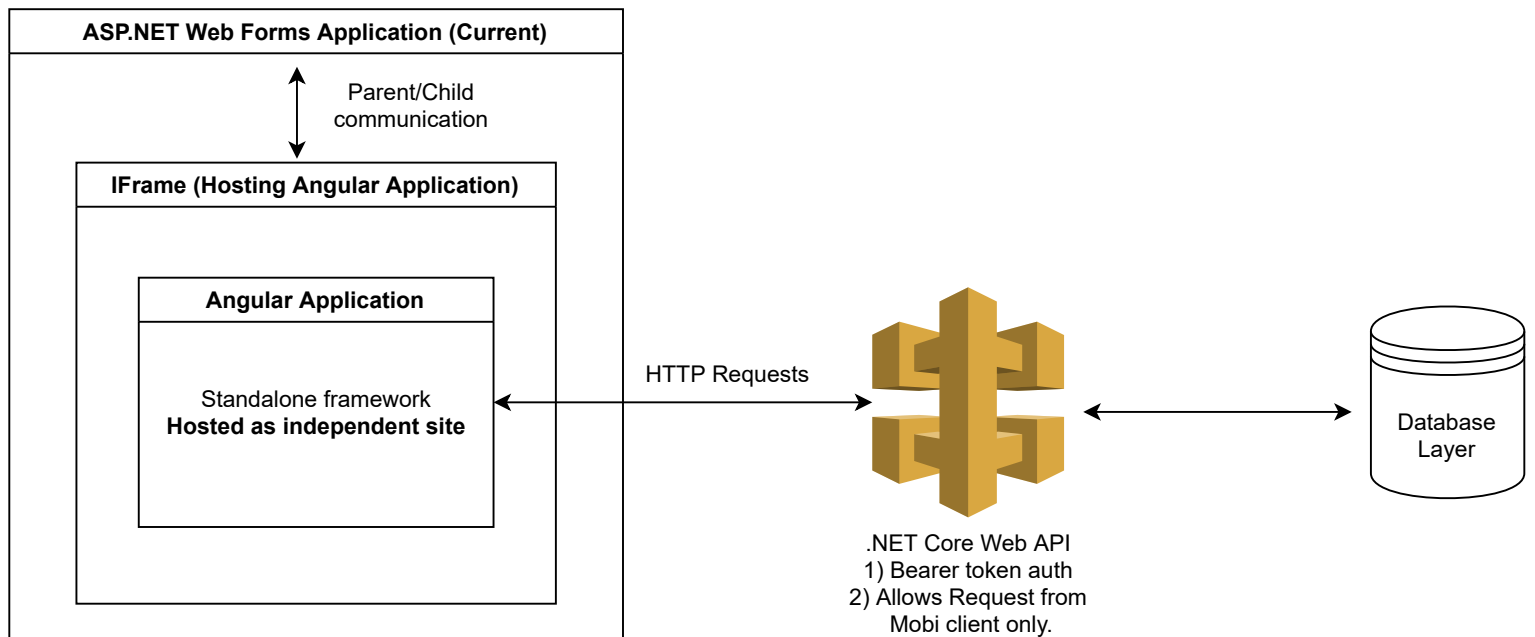 ASP.NET Web Forms Application (Current)
Parent/Child
communication
IFrame (Hosting Angular Application)
Angular Application
Standalone framework
Hosted as independent site
HTTP Requests
.NET Core Web API
1) Bearer token auth
2) Allows Request from
Mobi client only.
Database
Layer